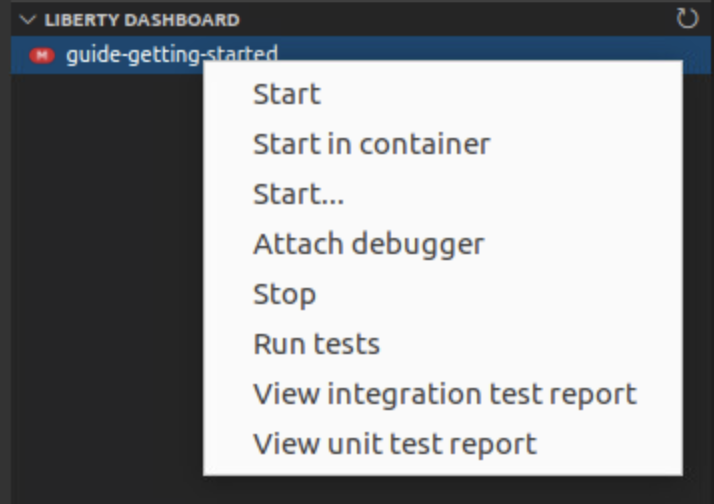 LIBERTY DASHBOARD
M guide-getting-started
Start
Start in container
Start...
Attach debugger
Stop
Run tests
View integration test report
View unit test report